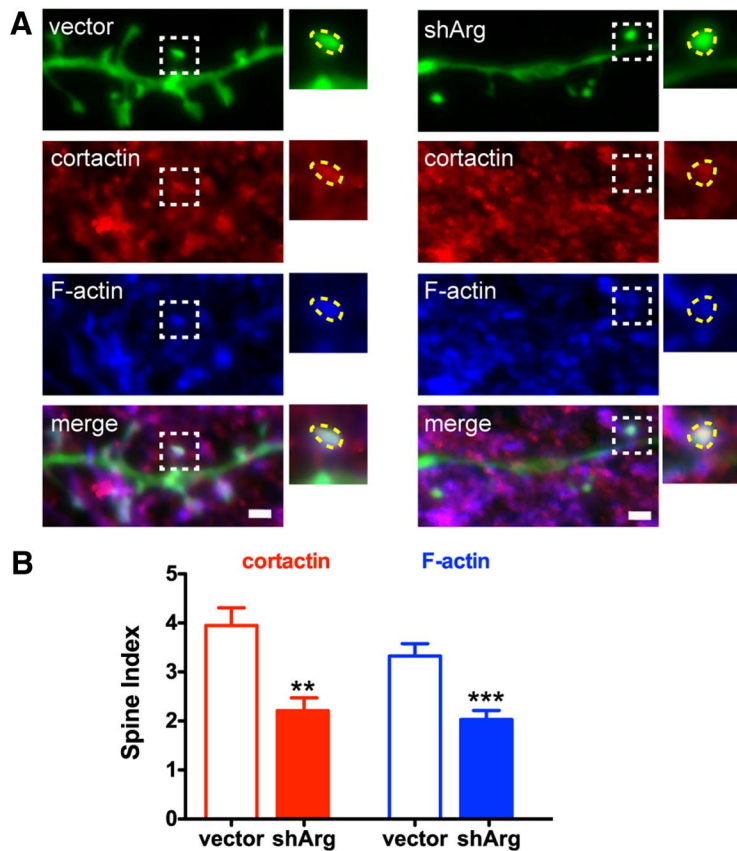 A
vector
shArg
cortactin
cortactin
F-actin
F-actin
merge
merge
B
cortactin
F-actin
5
4
3
2
1
0
Spine Index
**
***
vector shArg
vector shArg